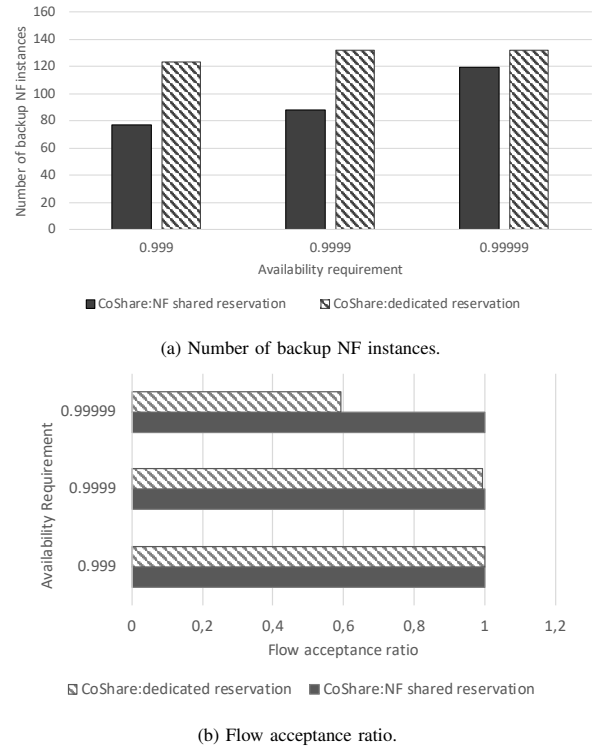 160
140
120
100
80
60
40
20
0
Number of backup NF instances
0.999 0.9999 0.99999
Availability requirement
CoShare:NF shared reservation CoShare:dedicated reservation
(a) Number of backup NF instances.
Availability Requirement
0.99999
0.9999
0.999
0 0,2 0,4 0,6 0,8 1 1,2
Flow acceptance ratio
CoShare:dedicated reservation CoShare:NF shared reservation
(b) Flow acceptance ratio.